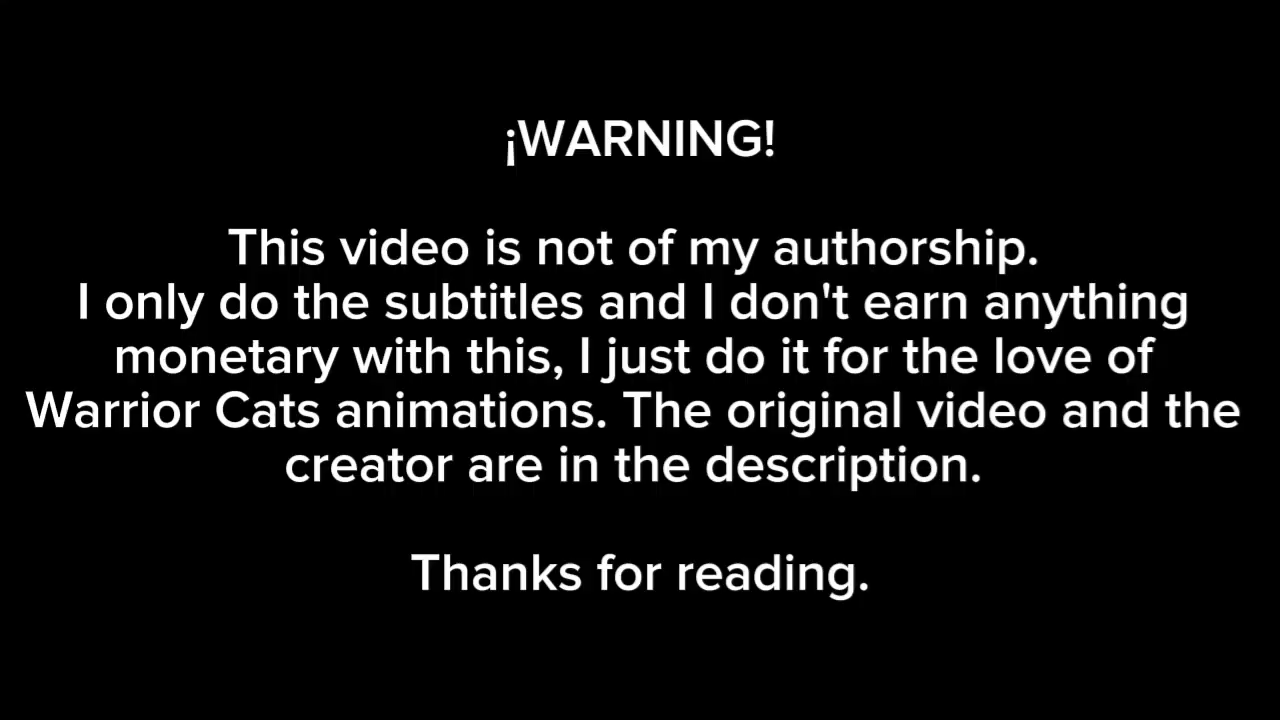 ¡WARNING!
This video is not of my authorship.
I only do the subtitles and I don't earn anything
monetary with this, I just do it for the love of
Warrior Cats animations. The original video and the
creator are in the description.
Thanks for reading.